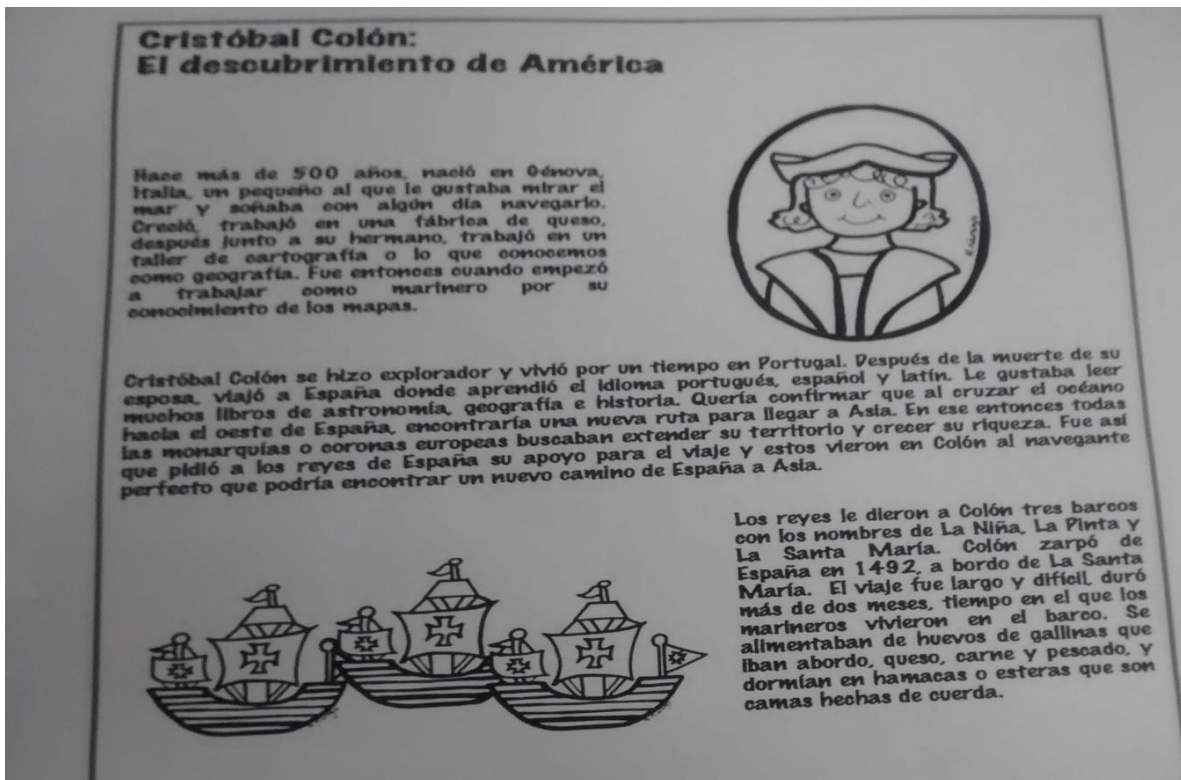 Cristóbal Colón:
El descubrimiento de América
Hace más de 500 años, nació en Génova,
Italia, un pequeño al que le gustaba mirar el
mar y soñaba con algún día navegarlo.
Creció, trabajó en una fábrica de queso,
después junto a su hermano, trabajó en un
taller de cartografía o lo que conocemos
como geografía. Fue entonces cuando empezó
a trabajar como marinero por su
conocimiento de los mapas.
Cristóbal Colón se hizo explorador y vivió por un tiempo en Portugal. Después de la muerte de su
esposa, viajó a España donde aprendió el idioma portugués, español y latín. Le gustaba leer
muchos libros de astronomía, geografía e historia. Quería confirmar que al cruzar el océano
hacia el oeste de España, encontraría una nueva ruta para llegar a Asia. En ese entonces todas
las monarquías o coronas europeas buscaban extender su territorio y crecer su riqueza. Fue así
que pidió a los reyes de España su apoyo para el viaje y estos vieron en Colón al navegante
perfecto que podría encontrar un nuevo camino de España a Asia.
Los reyes le dieron a Colón tres barcos
con los nombres de La Niña, La Pinta y
La Santa María. Colón zarpó de
España en 1492, a bordo de La Santa
María. El viaje fue largo y difícil, duró
más de dos meses, tiempo en el que los
marineros vivieron en el barco. Se
alimentaban de huevos de gallinas que
iban abordo, queso, carne y pescado, y
dormían en hamacas o esteras que son
camas hechas de cuerda.